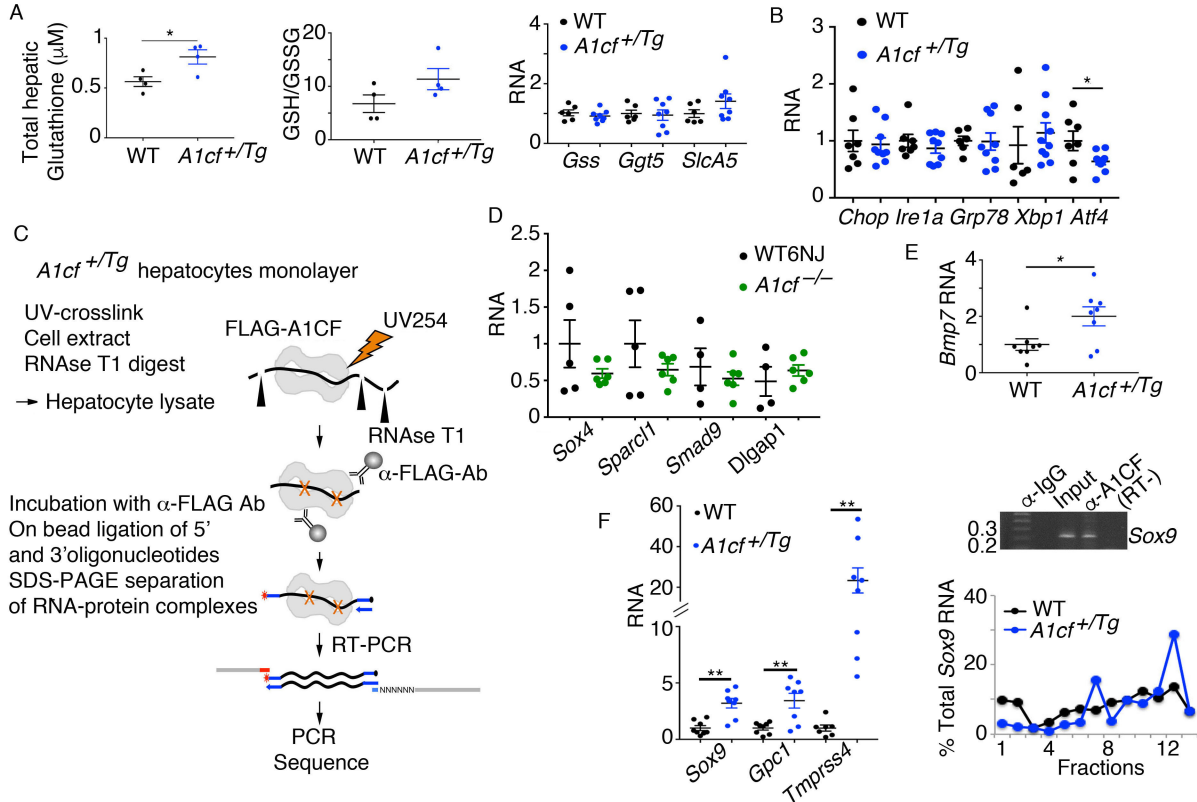 A
Total hepatic
Glutathione (μM)
1
0.5
0
*
WT
A1cf+/Tg
GSH/GSSG
20
15
10
5
0
WT
A1cf+/Tg
RNA
4
3
2
1
0
WT
A1cf+/Tg
Gss Ggt5 SlcA5
B
RNA
3
2
1
0
WT
A1cf+/Tg
*
Chop Ire1a Grp78 Xbp1 Atf4
C
A1cf+/Tg hepatocytes monolayer
UV-crosslink
Cell extract
RNAse T1 digest
→ Hepatocyte lysate
FLAG-A1CF
UV254
RNAse T1
α-FLAG-Ab
Incubation with α-FLAG Ab
On bead ligation of 5'
and 3'oligonucleotides
SDS-PAGE separation
of RNA-protein complexes
RT-PCR
NNNNNN
PCR
Sequence
D
RNA
2.5
2
1.5
1
0.5
0
WT6NJ
A1cf−/−
Sox4
Sparcl1
Smad9
Dlgap1
E
Bmp7 RNA
4
2
0
*
WT
A1cf+/Tg
F
RNA
60
40
20
10
5
0
WT
A1cf+/Tg
**
**
**
Sox9
Gpc1
Tmprss4
α-IgG
Input
α-A1CF
(RT-)
0.3
0.2
Sox9
% Total Sox9 RNA
40
20
0
WT
A1cf+/Tg
1 4 8 12
Fractions